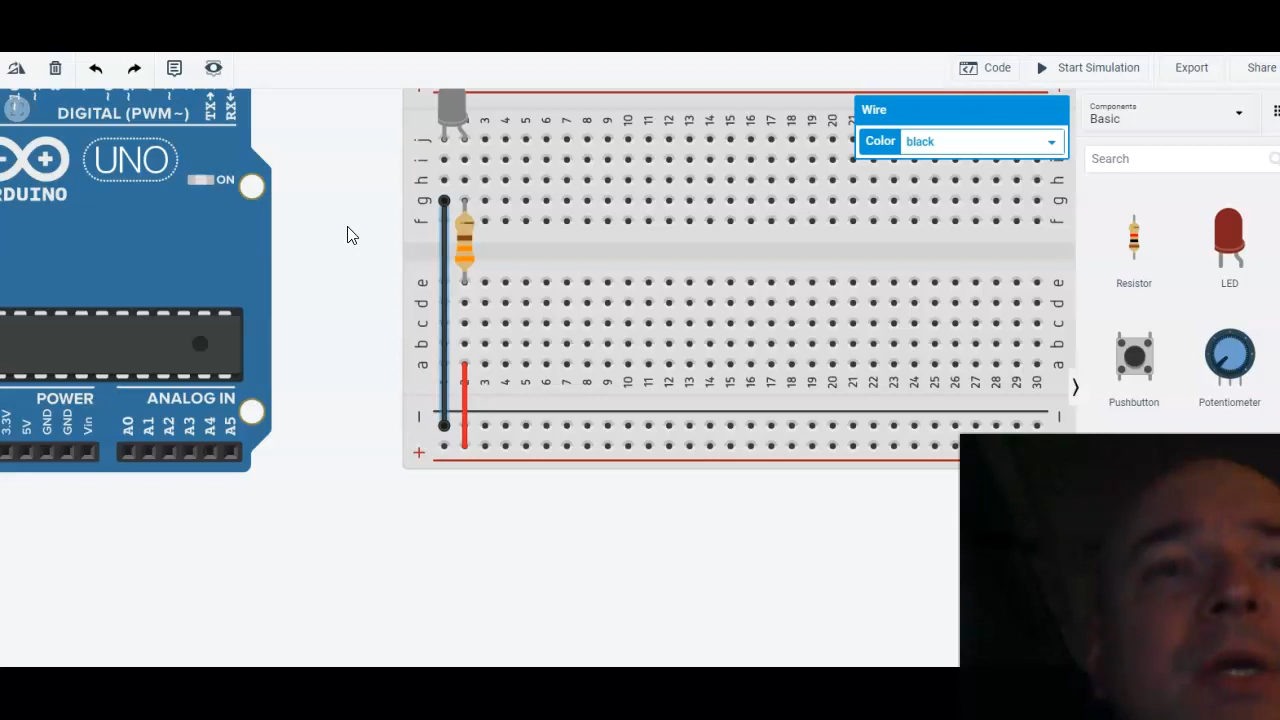 Code
Start Simulation
Export
Share
DIGITAL (PWM ~)
TX→
RX←
UNO
ARDUINO
ON
POWER
ANALOG IN
3.3V
5V
GND
GND
Vin
A0
A1
A2
A3
A4
A5
3 4 5 6 7 8 9 10 11 12 13 14 15 16 17 18 19 20
j
i
h
g
f
e
d
c
b
a
h
g
f
e
d
c
b
a
3 4 5 6 7 8 9 10 11 12 13 14 15 16 17 18 19 20 21 22 23 24 25 26 27 28 29 30
+
Wire
Color
black
Components
Basic
Search
Resistor
LED
Pushbutton
Potentiometer